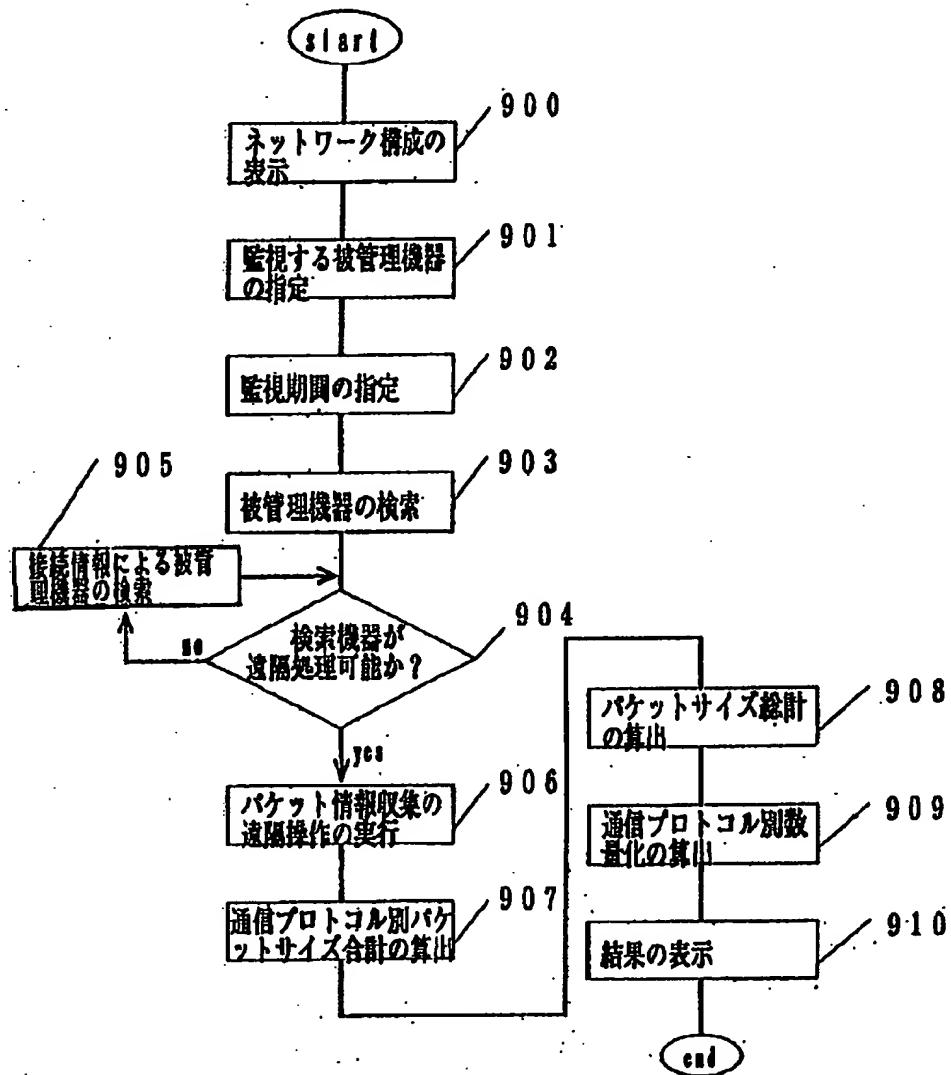 start
900
ネットワーク構成の
表示
901
監視する被管理機器
の指定
902
監視期間の指定
903
被管理機器の検索
905
接続情報による被管
理機器の検索
904
検索機器が
遠隔処理可能か?
no
yes
906
パケット情報収集の
遠隔操作の実行
907
通信プロトコル別パケ
ットサイズ合計の算出
908
パケットサイズ総計
の算出
909
通信プロトコル別数
量化の算出
910
結果の表示
end